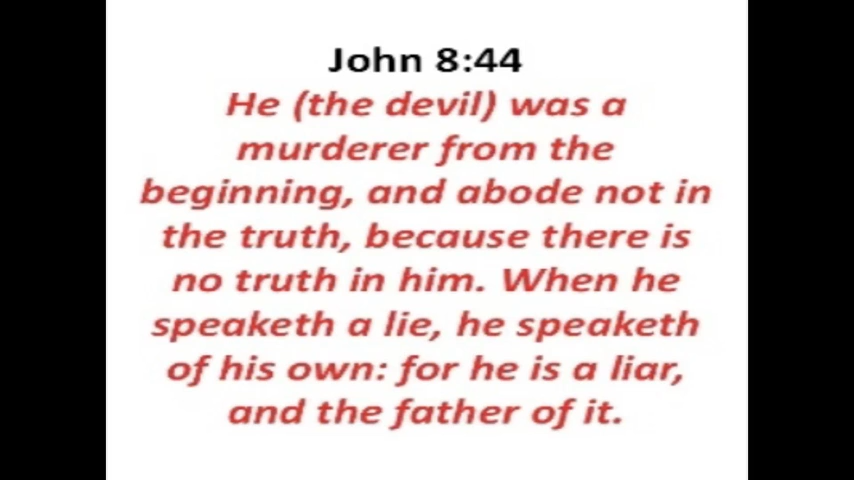 John 8:44
He (the devil) was a
murderer from the
beginning, and abode not in
the truth, because there is
no truth in him. When he
speaketh a lie, he speaketh
of his own: for he is a liar,
and the father of it.